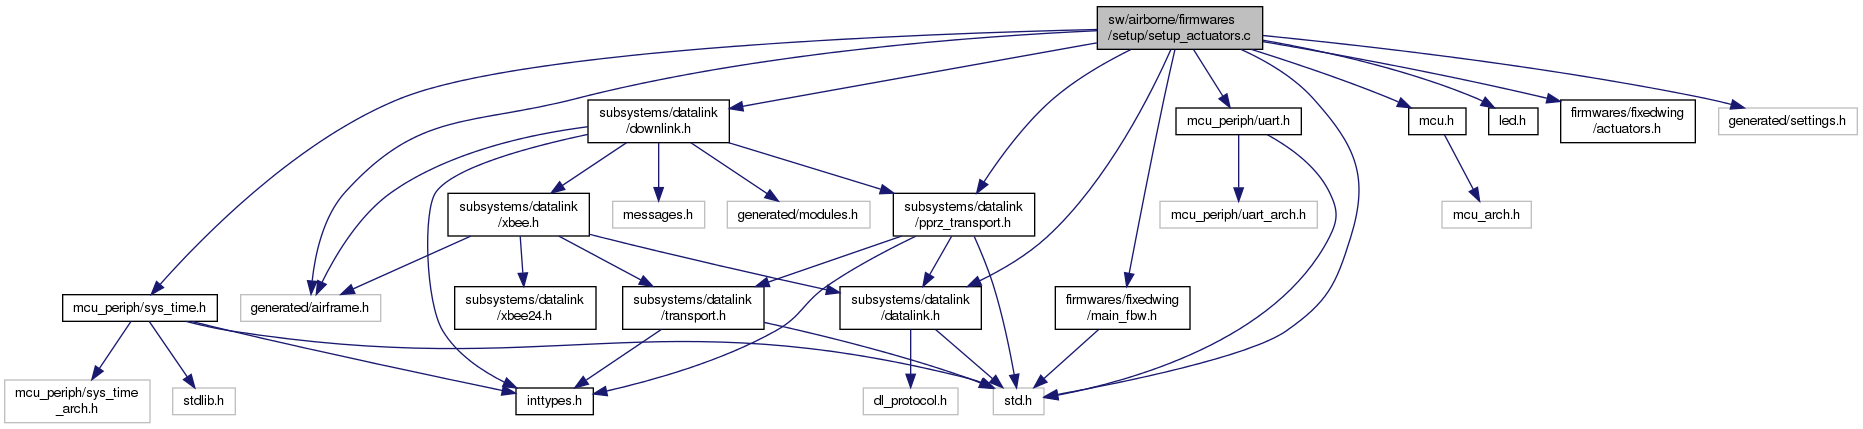 sw/airborne/firmwares
/setup/setup_actuators.c
subsystems/datalink
/downlink.h
mcu_periph/uart.h
mcu.h
led.h
firmwares/fixedwing
/actuators.h
generated/settings.h
subsystems/datalink
/xbee.h
messages.h
generated/modules.h
subsystems/datalink
/pprz_transport.h
mcu_periph/uart_arch.h
mcu_arch.h
mcu_periph/sys_time.h
generated/airframe.h
subsystems/datalink
/xbee24.h
subsystems/datalink
/transport.h
subsystems/datalink
/datalink.h
firmwares/fixedwing
/main_fbw.h
mcu_periph/sys_time
_arch.h
stdlib.h
inttypes.h
dl_protocol.h
std.h